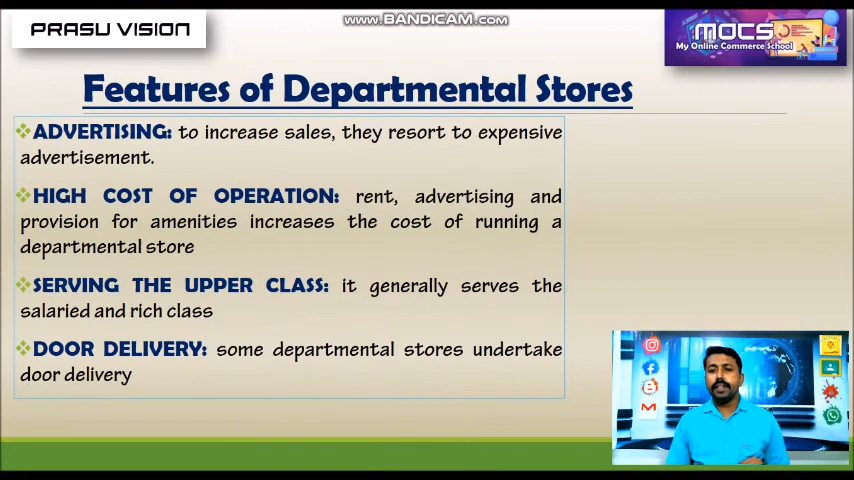 WWW.BANDICAM.COM
PRASU VISION
MOCS
My Online Commerce School
Features of Departmental Stores
ADVERTISING: to increase sales, they resort to expensive
advertisement.
HIGH COST OF OPERATION: rent, advertising and
provision for amenities increases the cost of running a
departmental store
SERVING THE UPPER CLASS: it generally serves the
salaried and rich class
DOOR DELIVERY: some departmental stores undertake
door delivery